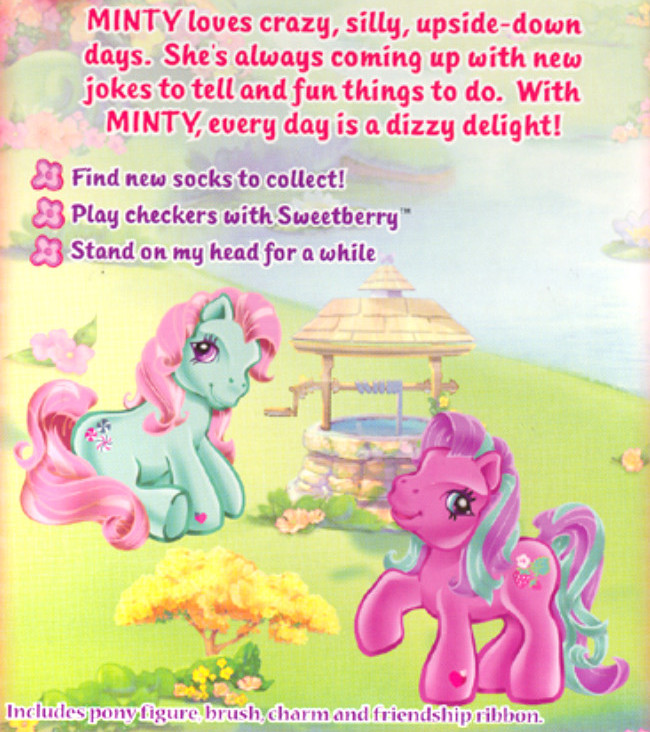 MINTY loves crazy, silly, upside-down
days. She's always coming up with new
jokes to tell and fun things to do. With
MINTY, every day is a dizzy delight!
Find new socks to collect!
Play checkers with Sweetberry™
Stand on my head for a while
Includes pony figure, brush, charm and friendship ribbon.